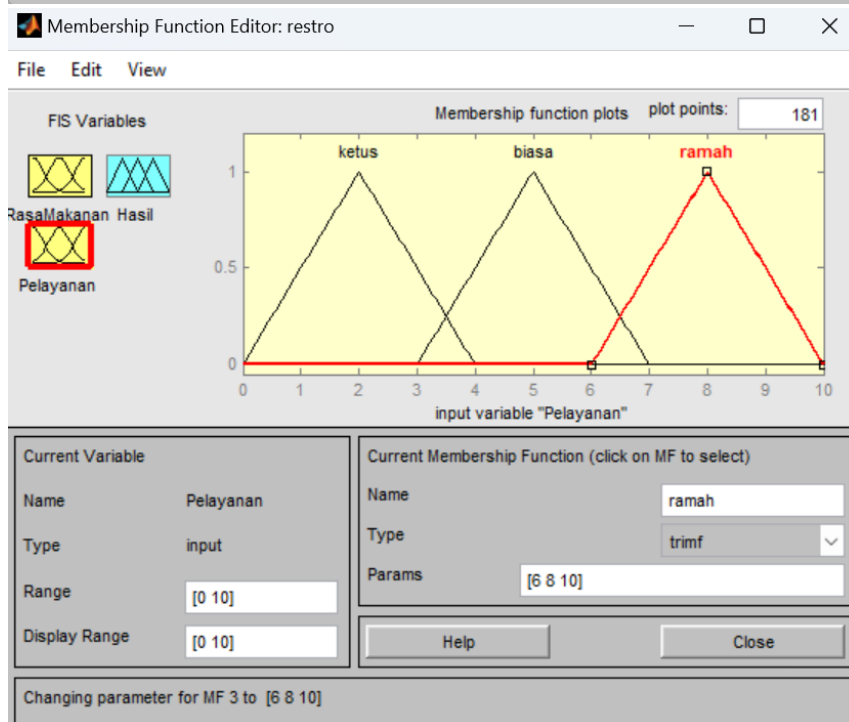 Membership Function Editor: restro
File Edit View
FIS Variables
Membership function plots plot points: 181
RasaMakanan Hasil
Pelayanan
ketus biasa ramah
1
0.5
0
0 1 2 3 4 5 6 7 8 9 10
input variable "Pelayanan"
Current Variable
Name Pelayanan
Type input
Range [0 10]
Display Range [0 10]
Current Membership Function (click on MF to select)
Name ramah
Type trimf
Params [6 8 10]
Help Close
Changing parameter for MF 3 to [6 8 10]